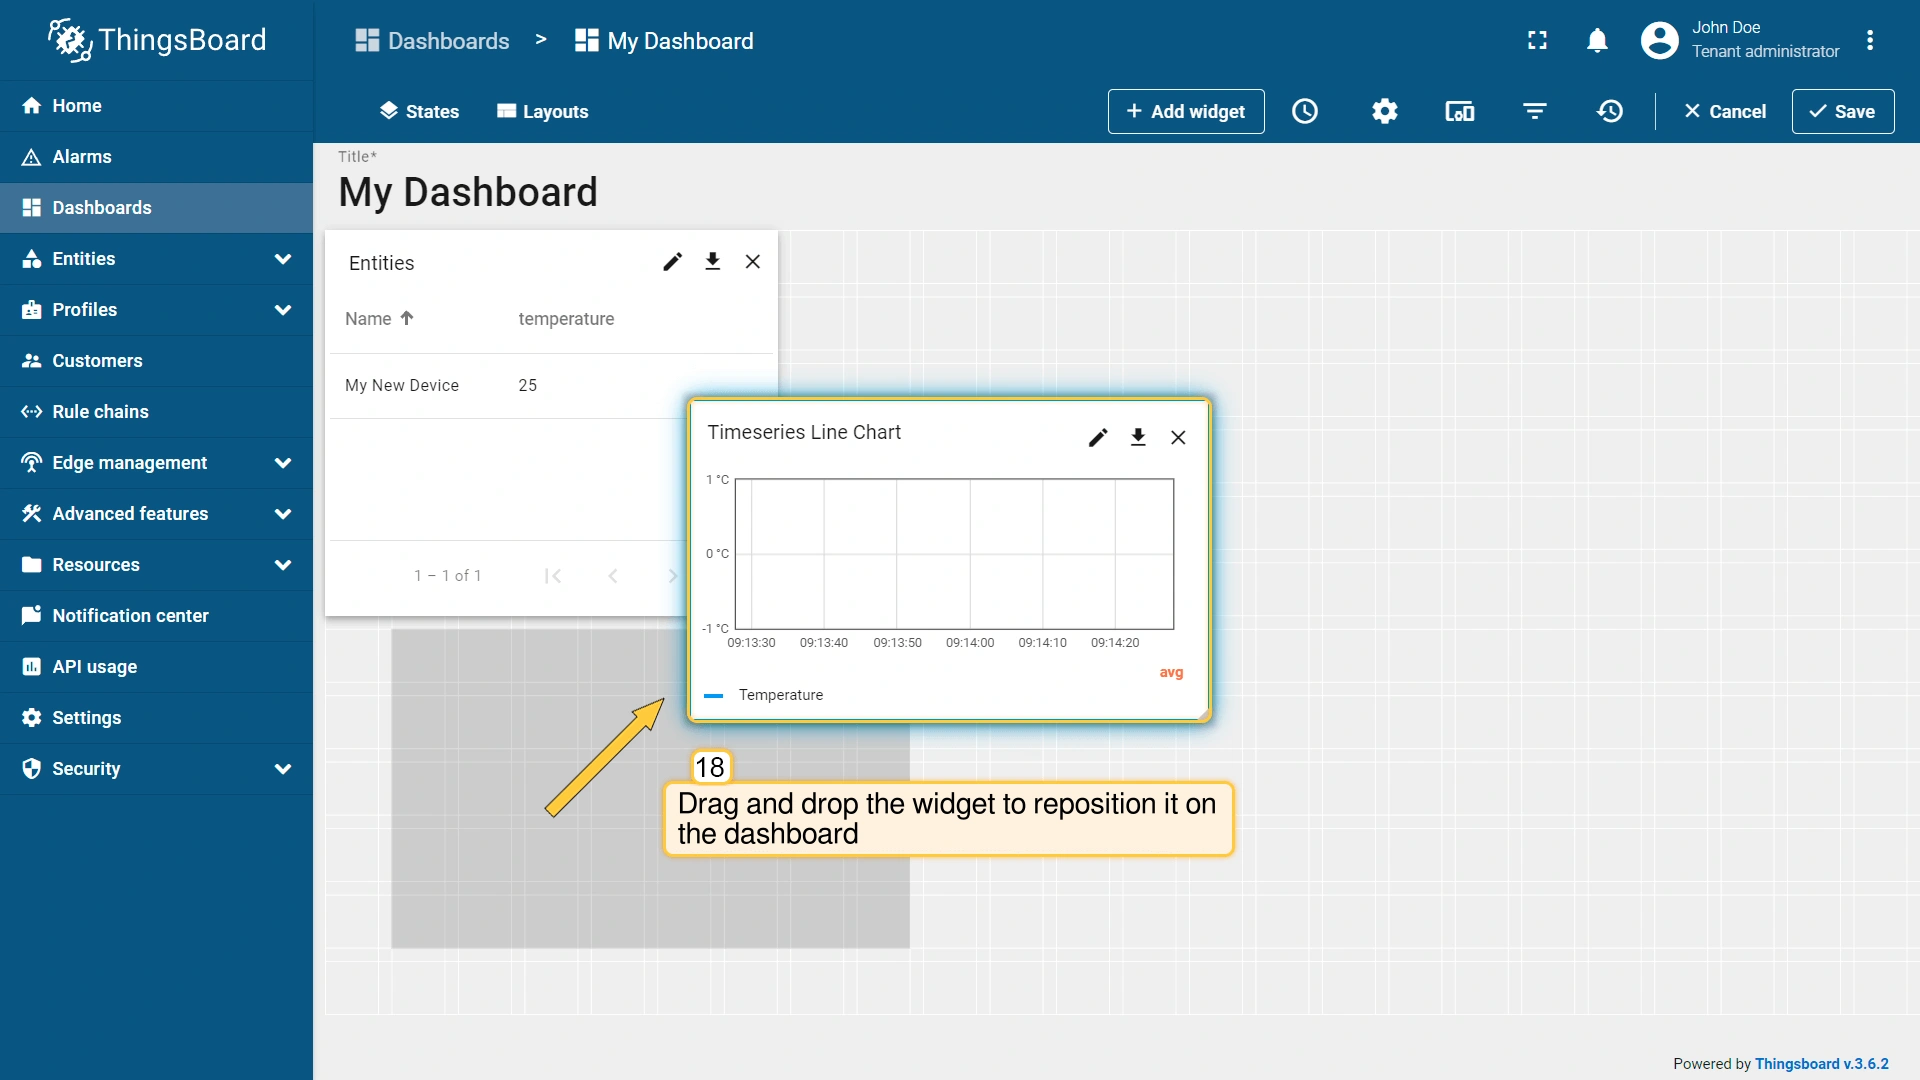 ThingsBoard
Dashboards > My Dashboard
John Doe
Tenant administrator
States
Layouts
+ Add widget
Cancel
Save
Home
Alarms
Dashboards
Entities
Profiles
Customers
Rule chains
Edge management
Advanced features
Resources
Notification center
API usage
Settings
Security
Title*
My Dashboard
Entities
Name
temperature
My New Device
25
1 – 1 of 1
Timeseries Line Chart
1 °C
0 °C
-1 °C
09:13:30
09:13:40
09:13:50
09:14:00
09:14:10
09:14:20
avg
Temperature
18
Drag and drop the widget to reposition it on
the dashboard
Powered by Thingsboard v.3.6.2